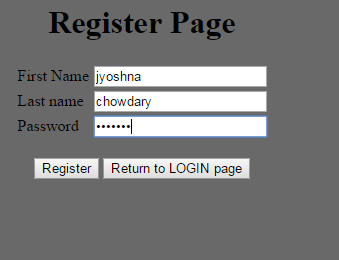 Register Page
First Name jyoshna
Last name chowdary
Password •••••••
Register Return to LOGIN page